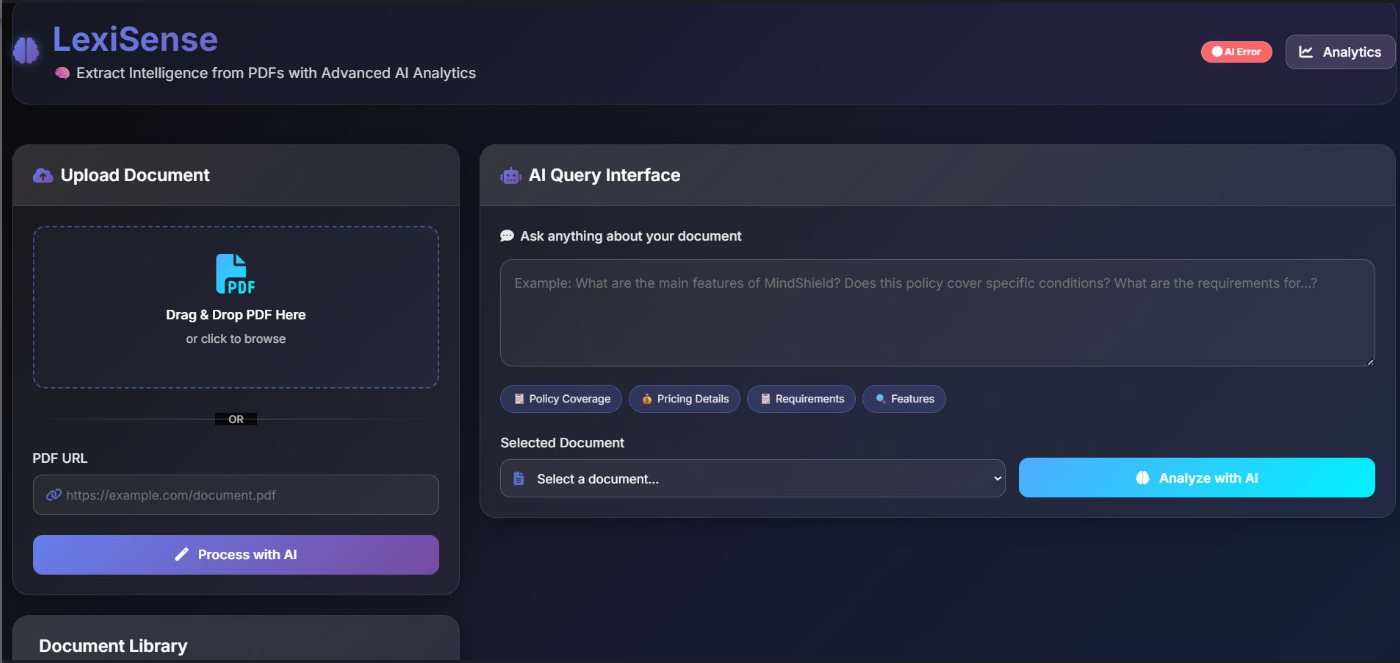 LexiSense
Extract Intelligence from PDFs with Advanced AI Analytics
AI Error
Analytics
Upload Document
PDF
Drag & Drop PDF Here
or click to browse
OR
PDF URL
https://example.com/document.pdf
Process with AI
Document Library
AI Query Interface
Ask anything about your document
Example: What are the main features of MindShield? Does this policy cover specific conditions? What are the requirements for...?
Policy Coverage
Pricing Details
Requirements
Features
Selected Document
Select a document...
Analyze with AI